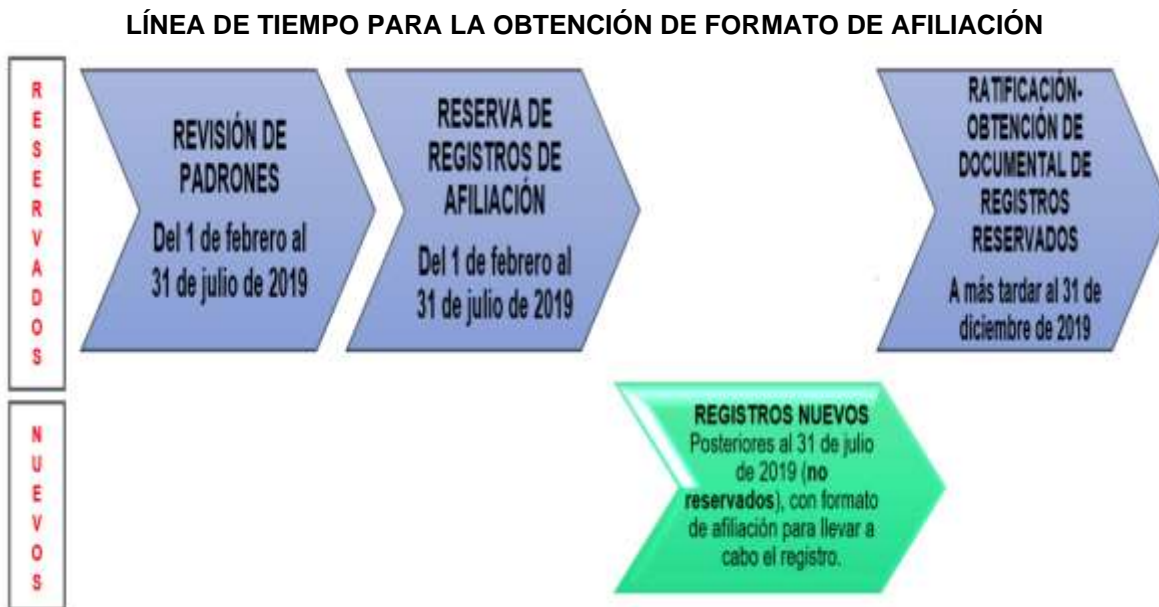 LÍNEA DE TIEMPO PARA LA OBTENCIÓN DE FORMATO DE AFILIACIÓN
RESERVADOS
REVISIÓN DE
PADRONES
Del 1 de febrero al
31 de julio de 2019
RESERVA DE
REGISTROS DE
AFILIACIÓN
Del 1 de febrero al
31 de julio de 2019
RATIFICACIÓN-
OBTENCIÓN DE
DOCUMENTAL DE
REGISTROS
RESERVADOS
A más tardar al 31 de
diciembre de 2019
NUEVOS
REGISTROS NUEVOS
Posteriores al 31 de julio
de 2019 (no
reservados), con formato
de afiliación para llevar a
cabo el registro.